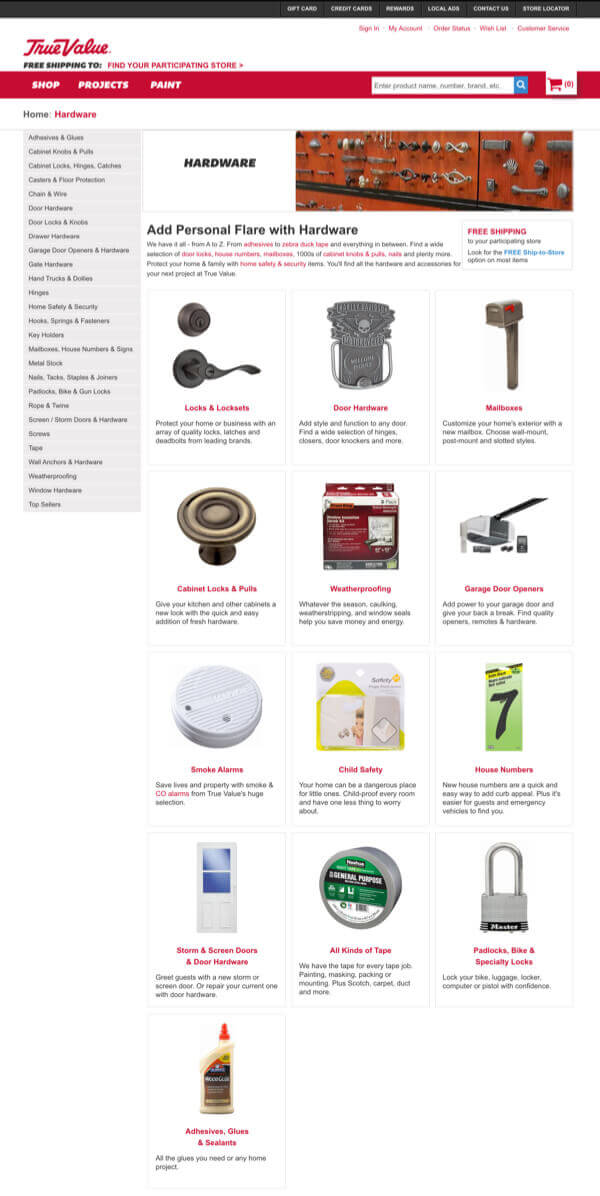 GIFT CARD CREDIT CARDS REWARDS LOCAL ADS CONTACT US STORE LOCATOR
Sign In · My Account · Order Status · Wish List · Customer Service
TrueValue.
FREE SHIPPING TO: FIND YOUR PARTICIPATING STORE >
SHOP PROJECTS PAINT
Enter product name, number, brand, etc.
(0)
Home: Hardware
Adhesives & Glues
Cabinet Knobs & Pulls
Cabinet Locks, Hinges, Catches
Casters & Floor Protection
Chain & Wire
Door Hardware
Door Locks & Knobs
Drawer Hardware
Garage Door Openers & Hardware
Gate Hardware
Hand Trucks & Dollies
Hinges
Home Safety & Security
Hooks, Springs & Fasteners
Key Holders
Mailboxes, House Numbers & Signs
Metal Stock
Nails, Tacks, Staples & Joiners
Padlocks, Bike & Gun Locks
Rope & Twine
Screen / Storm Doors & Hardware
Screws
Tape
Wall Anchors & Hardware
Weatherproofing
Window Hardware
Top Sellers
HARDWARE
Add Personal Flare with Hardware
We have it all - from A to Z. From adhesives to zebra duck tape and everything in between. Find a wide
selection of door locks, house numbers, mailboxes, 1000s of cabinet knobs & pulls, nails and plenty more.
Protect your home & family with home safety & security items. You'll find all the hardware and accessories for
your next project at True Value.
FREE SHIPPING
to your participating store
Look for the FREE Ship-to-Store
option on most items
Locks & Locksets
Protect your home or business with an
array of quality locks, latches and
deadbolts from leading brands.
MOTORCYCLES
WELCOME
Door Hardware
Add style and function to any door.
Find a wide selection of hinges,
closers, door knockers and more.
Mailboxes
Customize your home's exterior with a
new mailbox. Choose wall-mount,
post-mount and slotted styles.
Cabinet Locks & Pulls
Give your kitchen and other cabinets a
new look with the quick and easy
addition of fresh hardware.
Weatherproofing
Whatever the season, caulking,
weatherstripping, and window seals
help you save money and energy.
Garage Door Openers
Add power to your garage door and
give your back a break. Find quality
openers, remotes & hardware.
Smoke Alarms
Save lives and property with smoke &
CO alarms from True Value's huge
selection.
Safety 1st
Child Safety
Your home can be a dangerous place
for little ones. Child-proof every room
and have one less thing to worry
about.
7
House Numbers
New house numbers are a quick and
easy way to add curb appeal. Plus it's
easier for guests and emergency
vehicles to find you.
Storm & Screen Doors
& Door Hardware
Greet guests with a new storm or
screen door. Or repair your current one
with door hardware.
Nashua
GENERAL PURPOSE
All Kinds of Tape
We have the tape for every tape job.
Painting, masking, packing or
mounting. Plus Scotch, carpet, duct
and more.
Master
Padlocks, Bike &
Specialty Locks
Lock your bike, luggage, locker,
computer or pistol with confidence.
ELMER'S
WOOD GLUE
Adhesives, Glues
& Sealants
All the glues you need or any home
project.